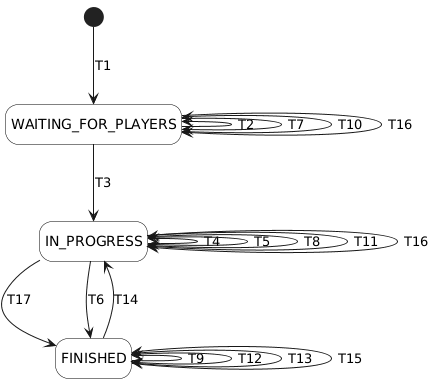 T1
WAITING_FOR_PLAYERS
T2
T7
T10
T16
T3
IN_PROGRESS
T4
T5
T8
T11
T16
T17
T6
T14
FINISHED
T9
T12
T13
T15